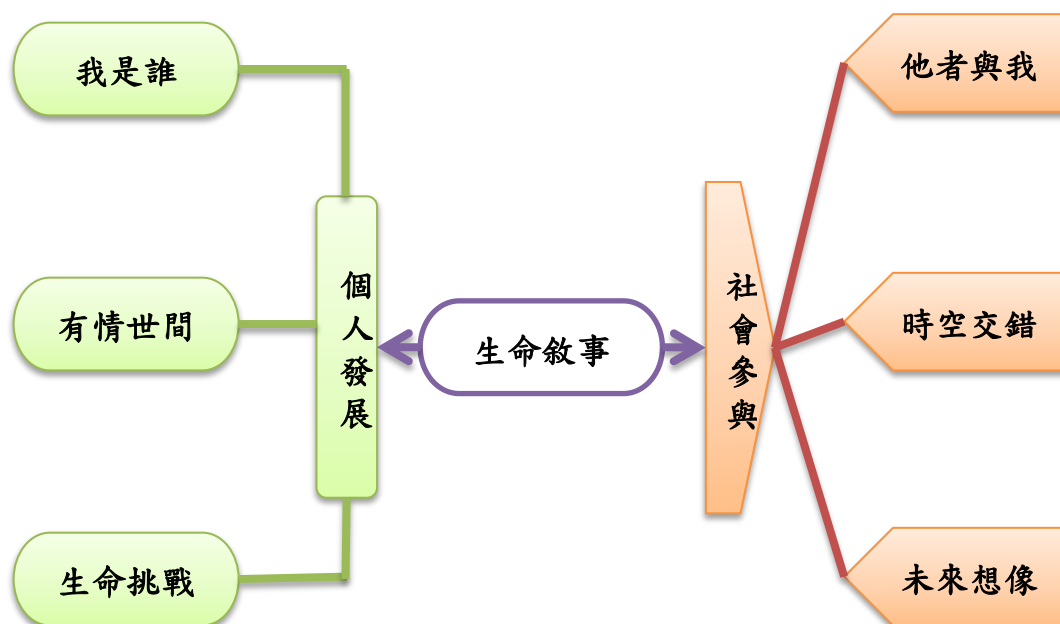 我是誰
有情世間
生命挑戰
個人發展
生命敘事
社會參與
他者與我
時空交錯
未來想像